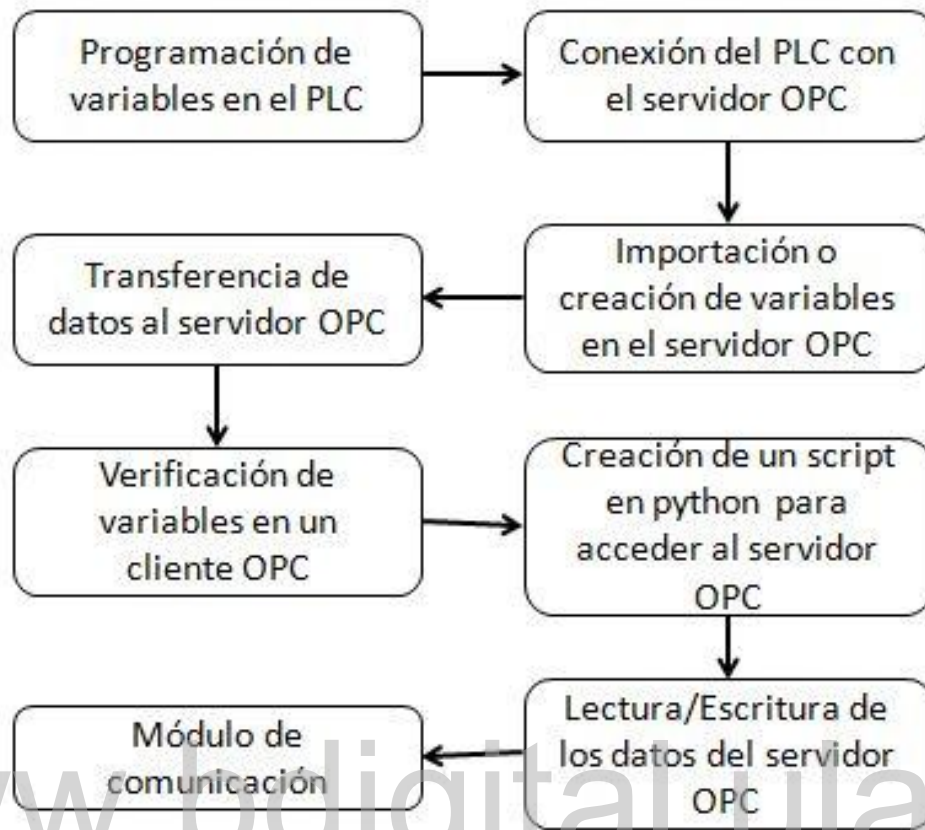 Programación de
variables en el PLC
Conexión del PLC con
el servidor OPC
Importación o
creación de variables
en el servidor OPC
Transferencia de
datos al servidor OPC
Verificación de
variables en un
cliente OPC
Creación de un script
en python para
acceder al servidor
OPC
Lectura/Escritura de
los datos del servidor
OPC
Módulo de
comunicación
w.bdigital.ula